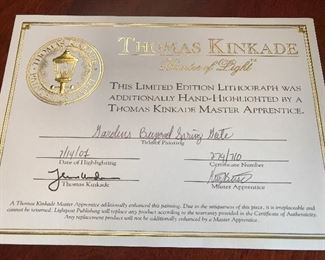 THOMAS KINKADE
"Painter of Light"
THIS LIMITED EDITION LITHOGRAPH WAS
ADDITIONALLY HAND-HIGHLIGHTED BY A
THOMAS KINKADE MASTER APPRENTICE.
Gardens Beyond Spring Gate
Title of Painting
274/710
Date of Highlighting Certificate Number
Thomas Kinkade Master Apprentice
A Thomas Kinkade Master Apprentice additionally enhanced this painting. Due to the uniqueness of this piece, it is irreplaceable and
cannot be returned. Lightpost Publishing will replace any product according to the warranty provided in the Certificate of Authenticity.
Any replacement product will not be additionally enhanced by a Master Apprentice.